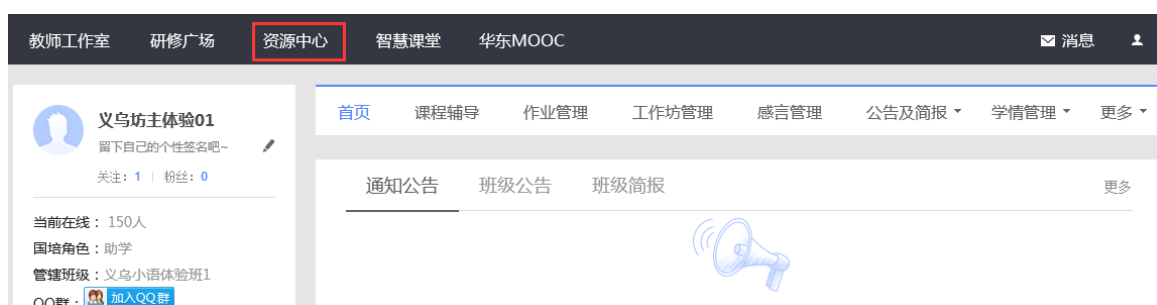 教师工作室 研修广场 资源中心 智慧课堂 华东MOOC 消息
首页 课程辅导 作业管理 工作坊管理 感言管理 公告及简报 学情管理 更多
义乌坊主体验01
留下自己的个性签名吧~
关注：1 | 粉丝：0
通知公告 班级公告 班级简报 更多
当前在线：150人
国培角色：助学
管辖班级：义乌小语体验班1
QQ群：加入QQ群